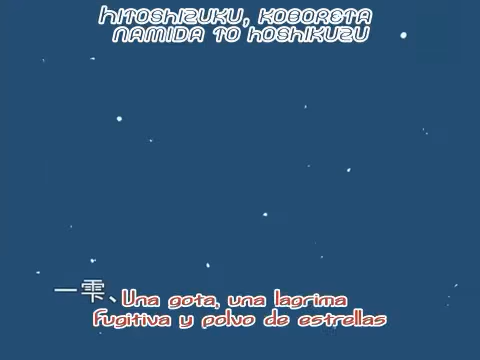 Hitoshizuku, koboreta
namida to hoshikuzu
一雫、
Una gota, una lagrima
fugitiva y polvo de estrellas